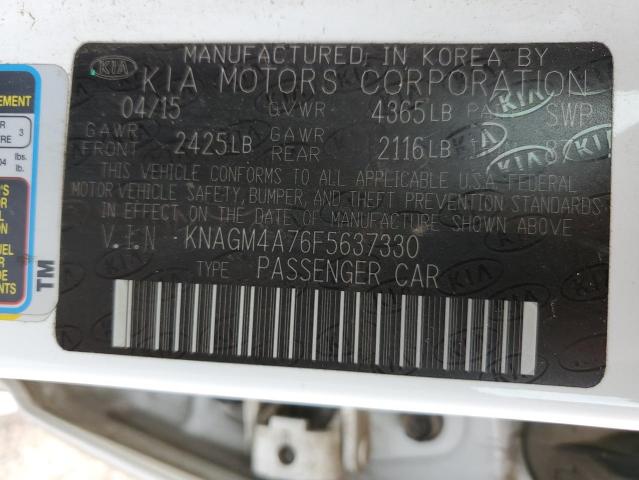 MANUFACTURED, IN KOREA BY
KIA KIA MOTORS CORPORATION
04/15 GVWR 4365LB SWP
GAWR FRONT 2425LB GAWR REAR 2116LB
THIS VEHICLE CONFORMS TO ALL APPLICABLE U.S.A FEDERAL
MOTOR VEHICLE SAFETY, BUMPER, AND THEFT PREVENTION STANDARDS
IN EFFECT ON THE DATE OF MANUFACTURE SHOWN ABOVE
V.I.N KNAGM4A76F5637330
TYPE PASSENGER CAR
TM